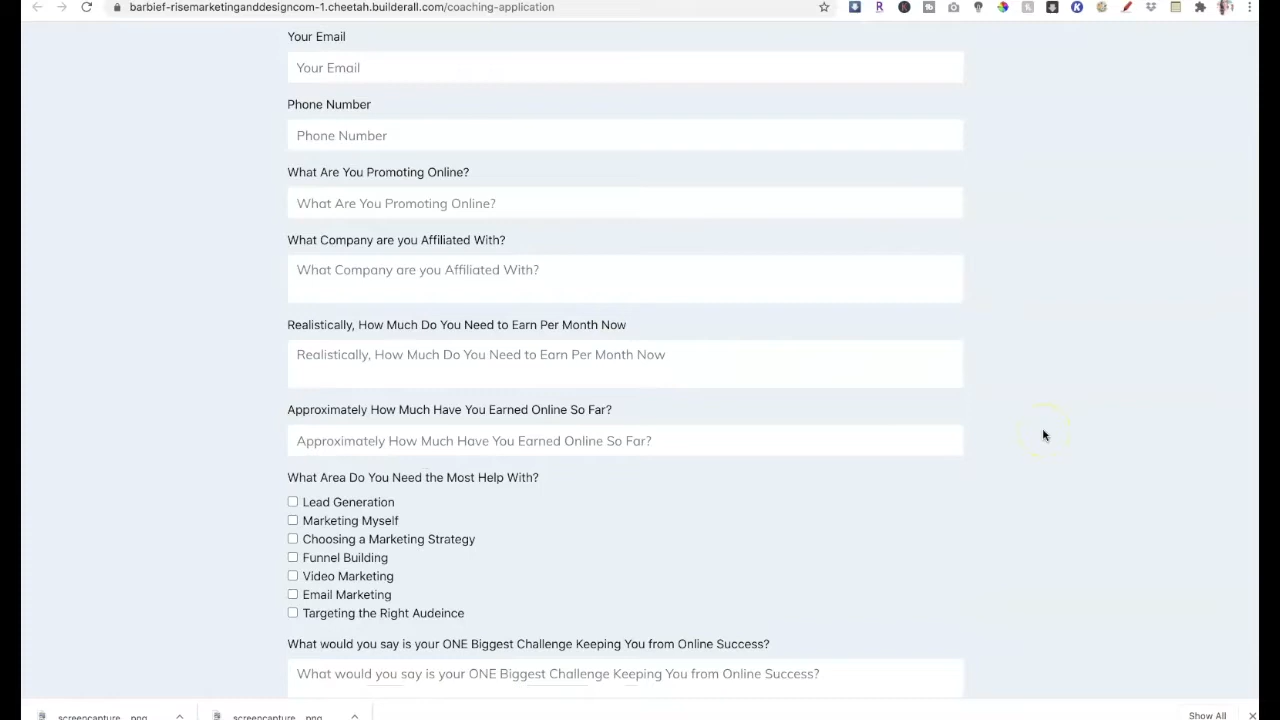 barbief-risemarketinganddesigncom-1.cheetah.builderall.com/coaching-application
Your Email
Your Email
Phone Number
Phone Number
What Are You Promoting Online?
What Are You Promoting Online?
What Company are you Affiliated With?
What Company are you Affiliated With?
Realistically, How Much Do You Need to Earn Per Month Now
Realistically, How Much Do You Need to Earn Per Month Now
Approximately How Much Have You Earned Online So Far?
Approximately How Much Have You Earned Online So Far?
What Area Do You Need the Most Help With?
Lead Generation
Marketing Myself
Choosing a Marketing Strategy
Funnel Building
Video Marketing
Email Marketing
Targeting the Right Audeince
What would you say is your ONE Biggest Challenge Keeping You from Online Success?
What would you say is your ONE Biggest Challenge Keeping You from Online Success?
screencapture....png screencapture....png Show All